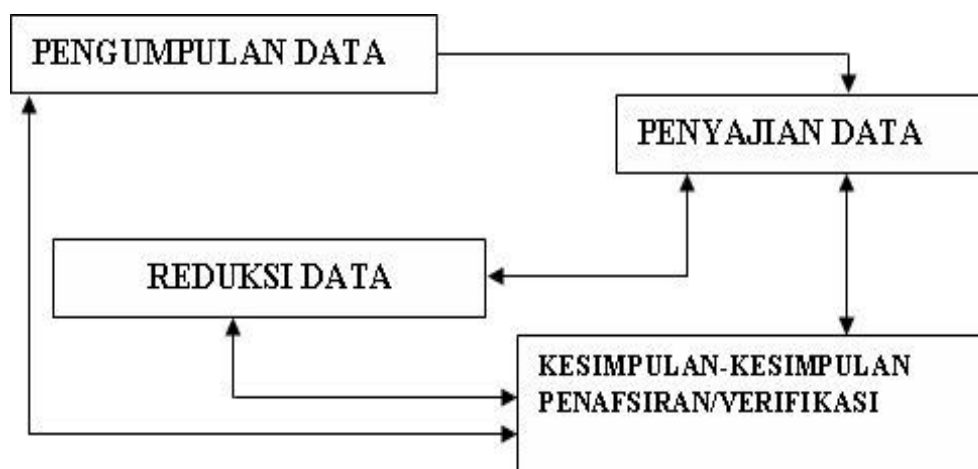 PENGUMPULAN DATA
PENYAJIAN DATA
REDUKSI DATA
KESIMPULAN-KESIMPULAN
PENAFSIRAN/VERIFIKASI